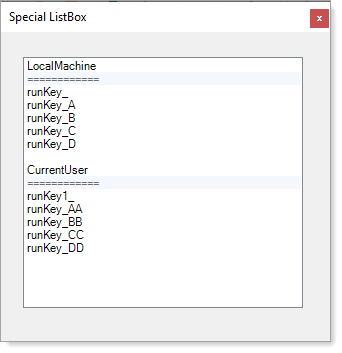 Special ListBox
x
LocalMachine
============
runKey_
runKey_A
runKey_B
runKey_C
runKey_D
CurrentUser
============
runKey1_
runKey_AA
runKey_BB
runKey_CC
runKey_DD